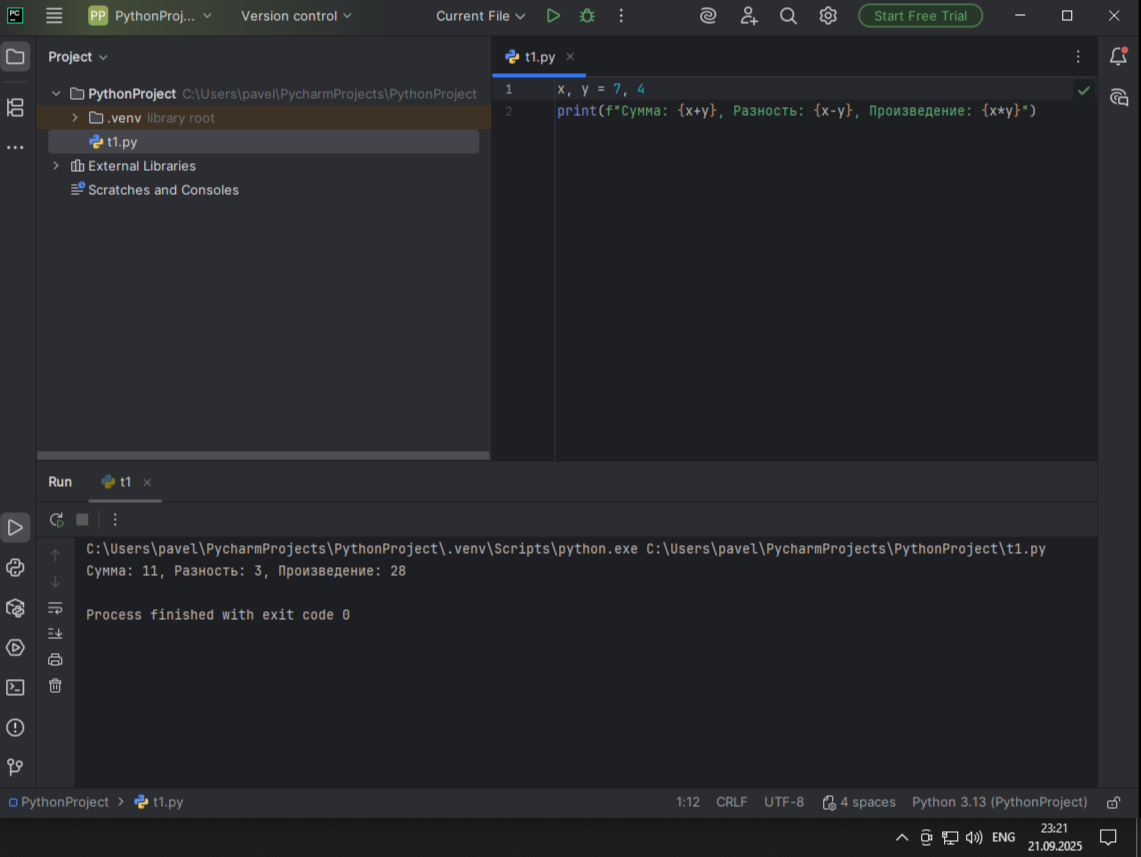 PC PP PythonProj... Version control Current File Start Free Trial
Project
t1.py
PythonProject C:\Users\pavel\PycharmProjects\PythonProject
.venv library root
t1.py
External Libraries
Scratches and Consoles
1 x, y = 7, 4
2 print(f"Сумма: {x+y}, Разность: {x-y}, Произведение: {x*y}")
Run t1
C:\Users\pavel\PycharmProjects\PythonProject\.venv\Scripts\python.exe C:\Users\pavel\PycharmProjects\PythonProject\t1.py
Сумма: 11, Разность: 3, Произведение: 28
Process finished with exit code 0
PythonProject t1.py 1:12 CRLF UTF-8 4 spaces Python 3.13 (PythonProject)
ENG
23:21
21.09.2025